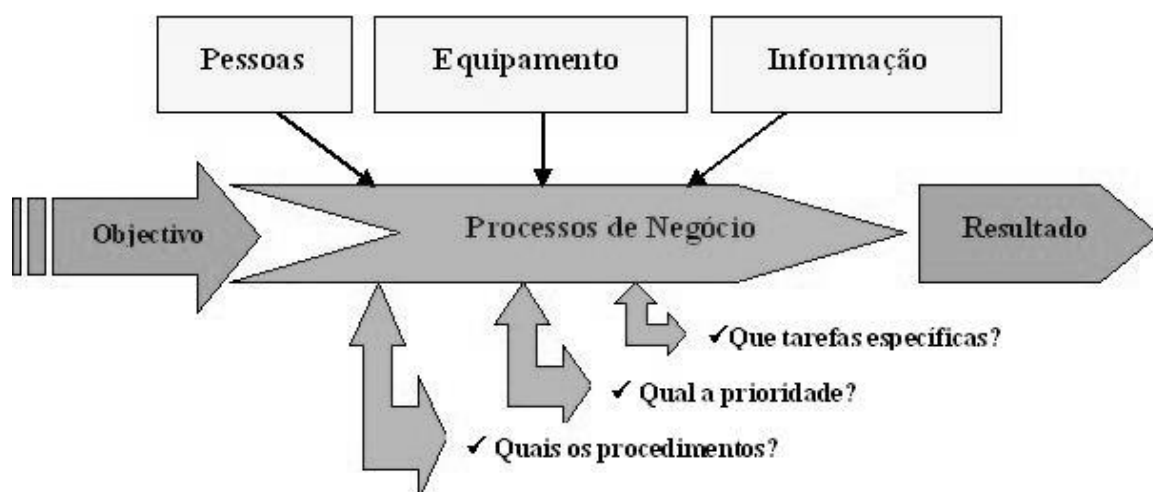 Pessoas
Equipamento
Informação
Objectivo
Processos de Negócio
Resultado
✓Que tarefas específicas?
✓ Qual a prioridade?
✓ Quais os procedimentos?